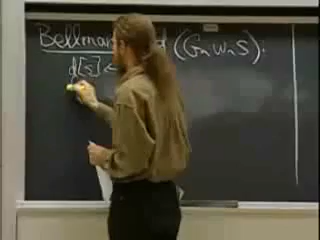 Bellman d (G, w, s):
d[s] ←